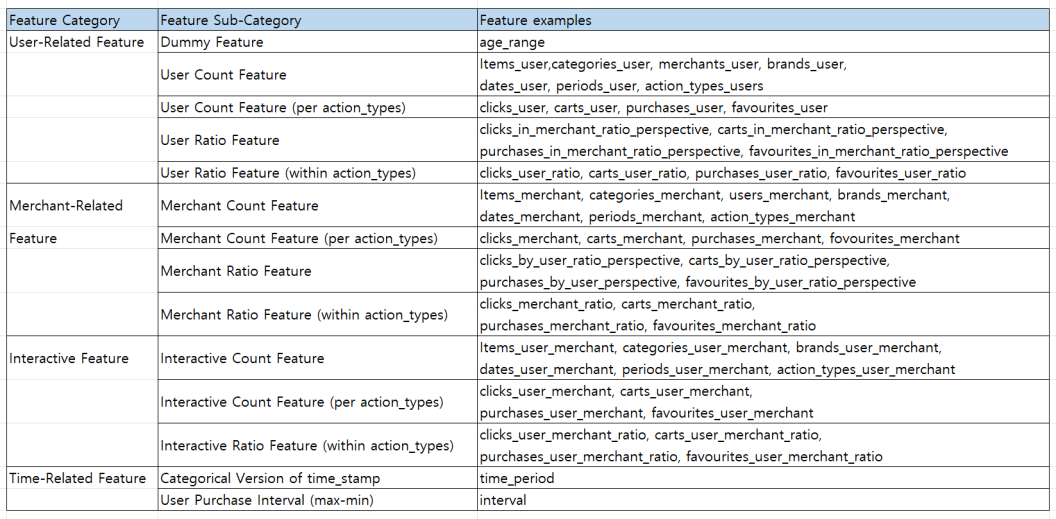 Feature Category Feature Sub-Category Feature examples
User-Related Feature Dummy Feature age_range
User Count Feature Items_user,categories_user, merchants_user, brands_user,
dates_user, periods_user, action_types_users
User Count Feature (per action_types) clicks_user, carts_user, purchases_user, favourites_user
User Ratio Feature clicks_in_merchant_ratio_perspective, carts_in_merchant_ratio_perspective,
purchases_in_merchant_ratio_perspective, favourites_in_merchant_ratio_perspective
User Ratio Feature (within action_types) clicks_user_ratio, carts_user_ratio, purchases_user_ratio, favourites_user_ratio
Merchant-Related Merchant Count Feature Items_merchant, categories_merchant, users_merchant, brands_merchant,
dates_merchant, periods_merchant, action_types_merchant
Feature Merchant Count Feature (per action_types) clicks_merchant, carts_merchant, purchases_merchant, fovourites_merchant
Merchant Ratio Feature clicks_by_user_ratio_perspective, carts_by_user_ratio_perspective,
purchases_by_user_perspective, favourites_by_user_ratio_perspective
Merchant Ratio Feature (within action_types) clicks_merchant_ratio, carts_merchant_ratio,
purchases_merchant_ratio, favourites_merchant_ratio
Interactive Feature Interactive Count Feature Items_user_merchant, categories_user_merchant, brands_user_merchant,
dates_user_merchant, periods_user_merchant, action_types_user_merchant
Interactive Count Feature (per action_types) clicks_user_merchant, carts_user_merchant,
purchases_user_merchant, favourites_user_merchant
Interactive Ratio Feature (within action_types) clicks_user_merchant_ratio, carts_user_merchant_ratio,
purchases_user_merchant_ratio, favourites_user_merchant_ratio
Time-Related Feature Categorical Version of time_stamp time_period
User Purchase Interval (max-min) interval